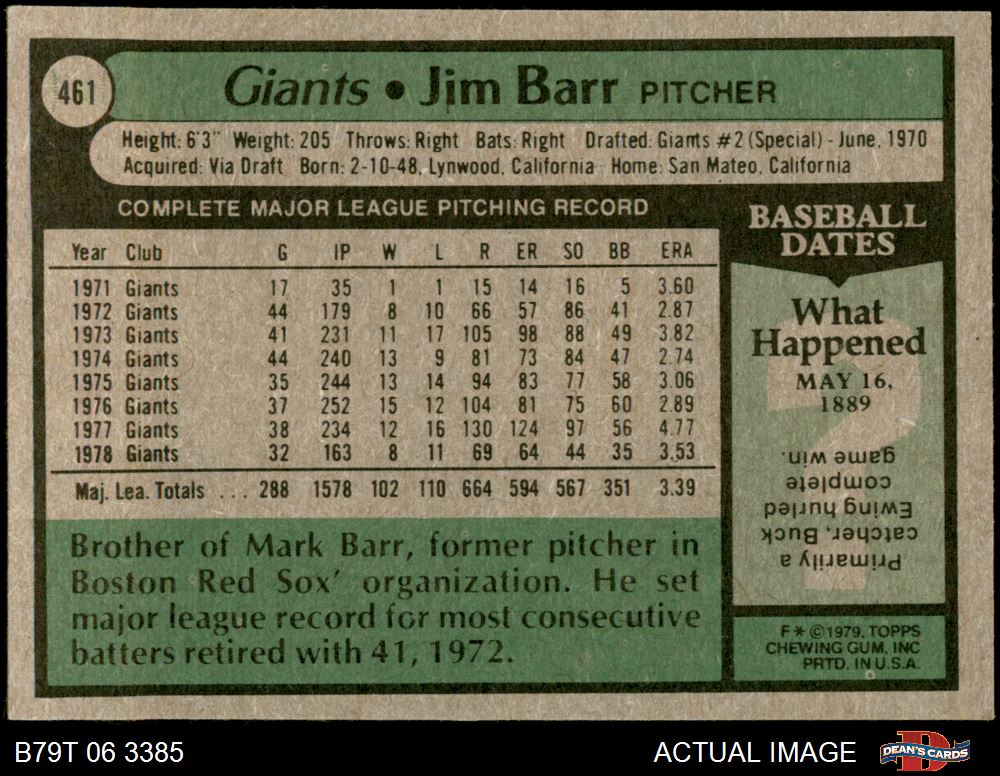 461
Giants • Jim Barr PITCHER
Height: 6'3" Weight: 205 Throws: Right Bats: Right Drafted: Giants #2 (Special) - June, 1970
Acquired: Via Draft Born: 2-10-48, Lynwood, California Home: San Mateo, California
COMPLETE MAJOR LEAGUE PITCHING RECORD
Year Club G IP W L R ER SO BB ERA
1971 Giants 17 35 1 1 15 14 16 5 3.60
1972 Giants 44 179 8 10 66 57 86 41 2.87
1973 Giants 41 231 11 17 105 98 88 49 3.82
1974 Giants 44 240 13 9 81 73 84 47 2.74
1975 Giants 35 244 13 14 94 83 77 58 3.06
1976 Giants 37 252 15 12 104 81 75 60 2.89
1977 Giants 38 234 12 16 130 124 97 56 4.77
1978 Giants 32 163 8 11 69 64 44 35 3.53
Maj. Lea. Totals ... 288 1578 102 110 664 594 567 351 3.39
Brother of Mark Barr, former pitcher in
Boston Red Sox' organization. He set
major league record for most consecutive
batters retired with 41, 1972.
BASEBALL
DATES
What
Happened
MAY 16,
1889
Primarily a
catcher, Buck
Ewing hurled
complete
game win.
F*©1979, TOPPS
CHEWING GUM, INC
PRTD. IN U.S.A.
B79T 06 3385
ACTUAL IMAGE
DEAN'S CARDS